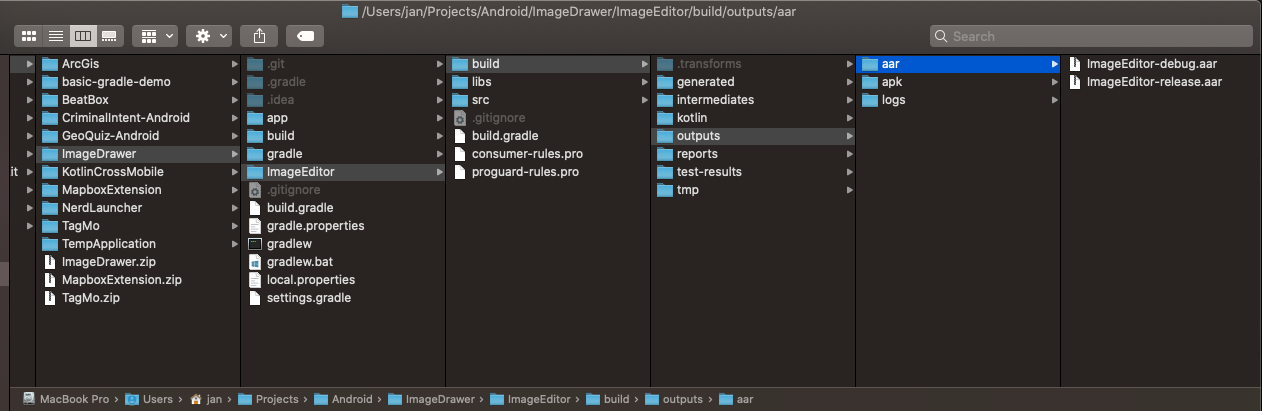 /Users/jan/Projects/Android/ImageDrawer/ImageEditor/build/outputs/aar
Search
it
ArcGis
basic-gradle-demo
BeatBox
CriminalIntent-Android
GeoQuiz-Android
ImageDrawer
KotlinCrossMobile
MapboxExtension
NerdLauncher
TagMo
TempApplication
ImageDrawer.zip
MapboxExtension.zip
TagMo.zip
.git
.gradle
.idea
app
build
gradle
ImageEditor
.gitignore
build.gradle
gradle.properties
gradlew
gradlew.bat
local.properties
settings.gradle
build
libs
src
.gitignore
build.gradle
consumer-rules.pro
proguard-rules.pro
.transforms
generated
intermediates
kotlin
outputs
reports
test-results
tmp
aar
apk
logs
ImageEditor-debug.aar
ImageEditor-release.aar
MacBook Pro Users jan Projects Android ImageDrawer ImageEditor build outputs aar